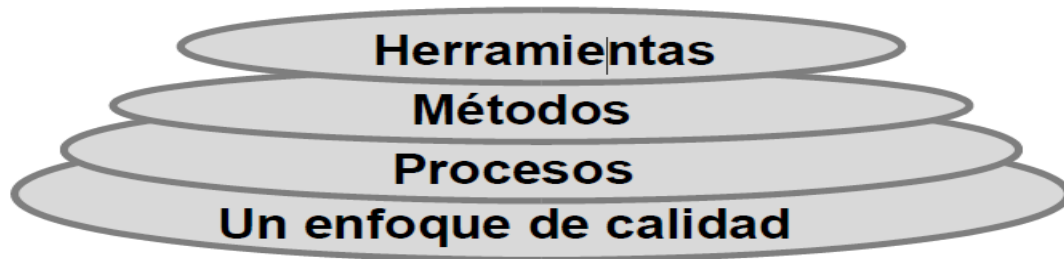 Herramientas
Métodos
Procesos
Un enfoque de calidad